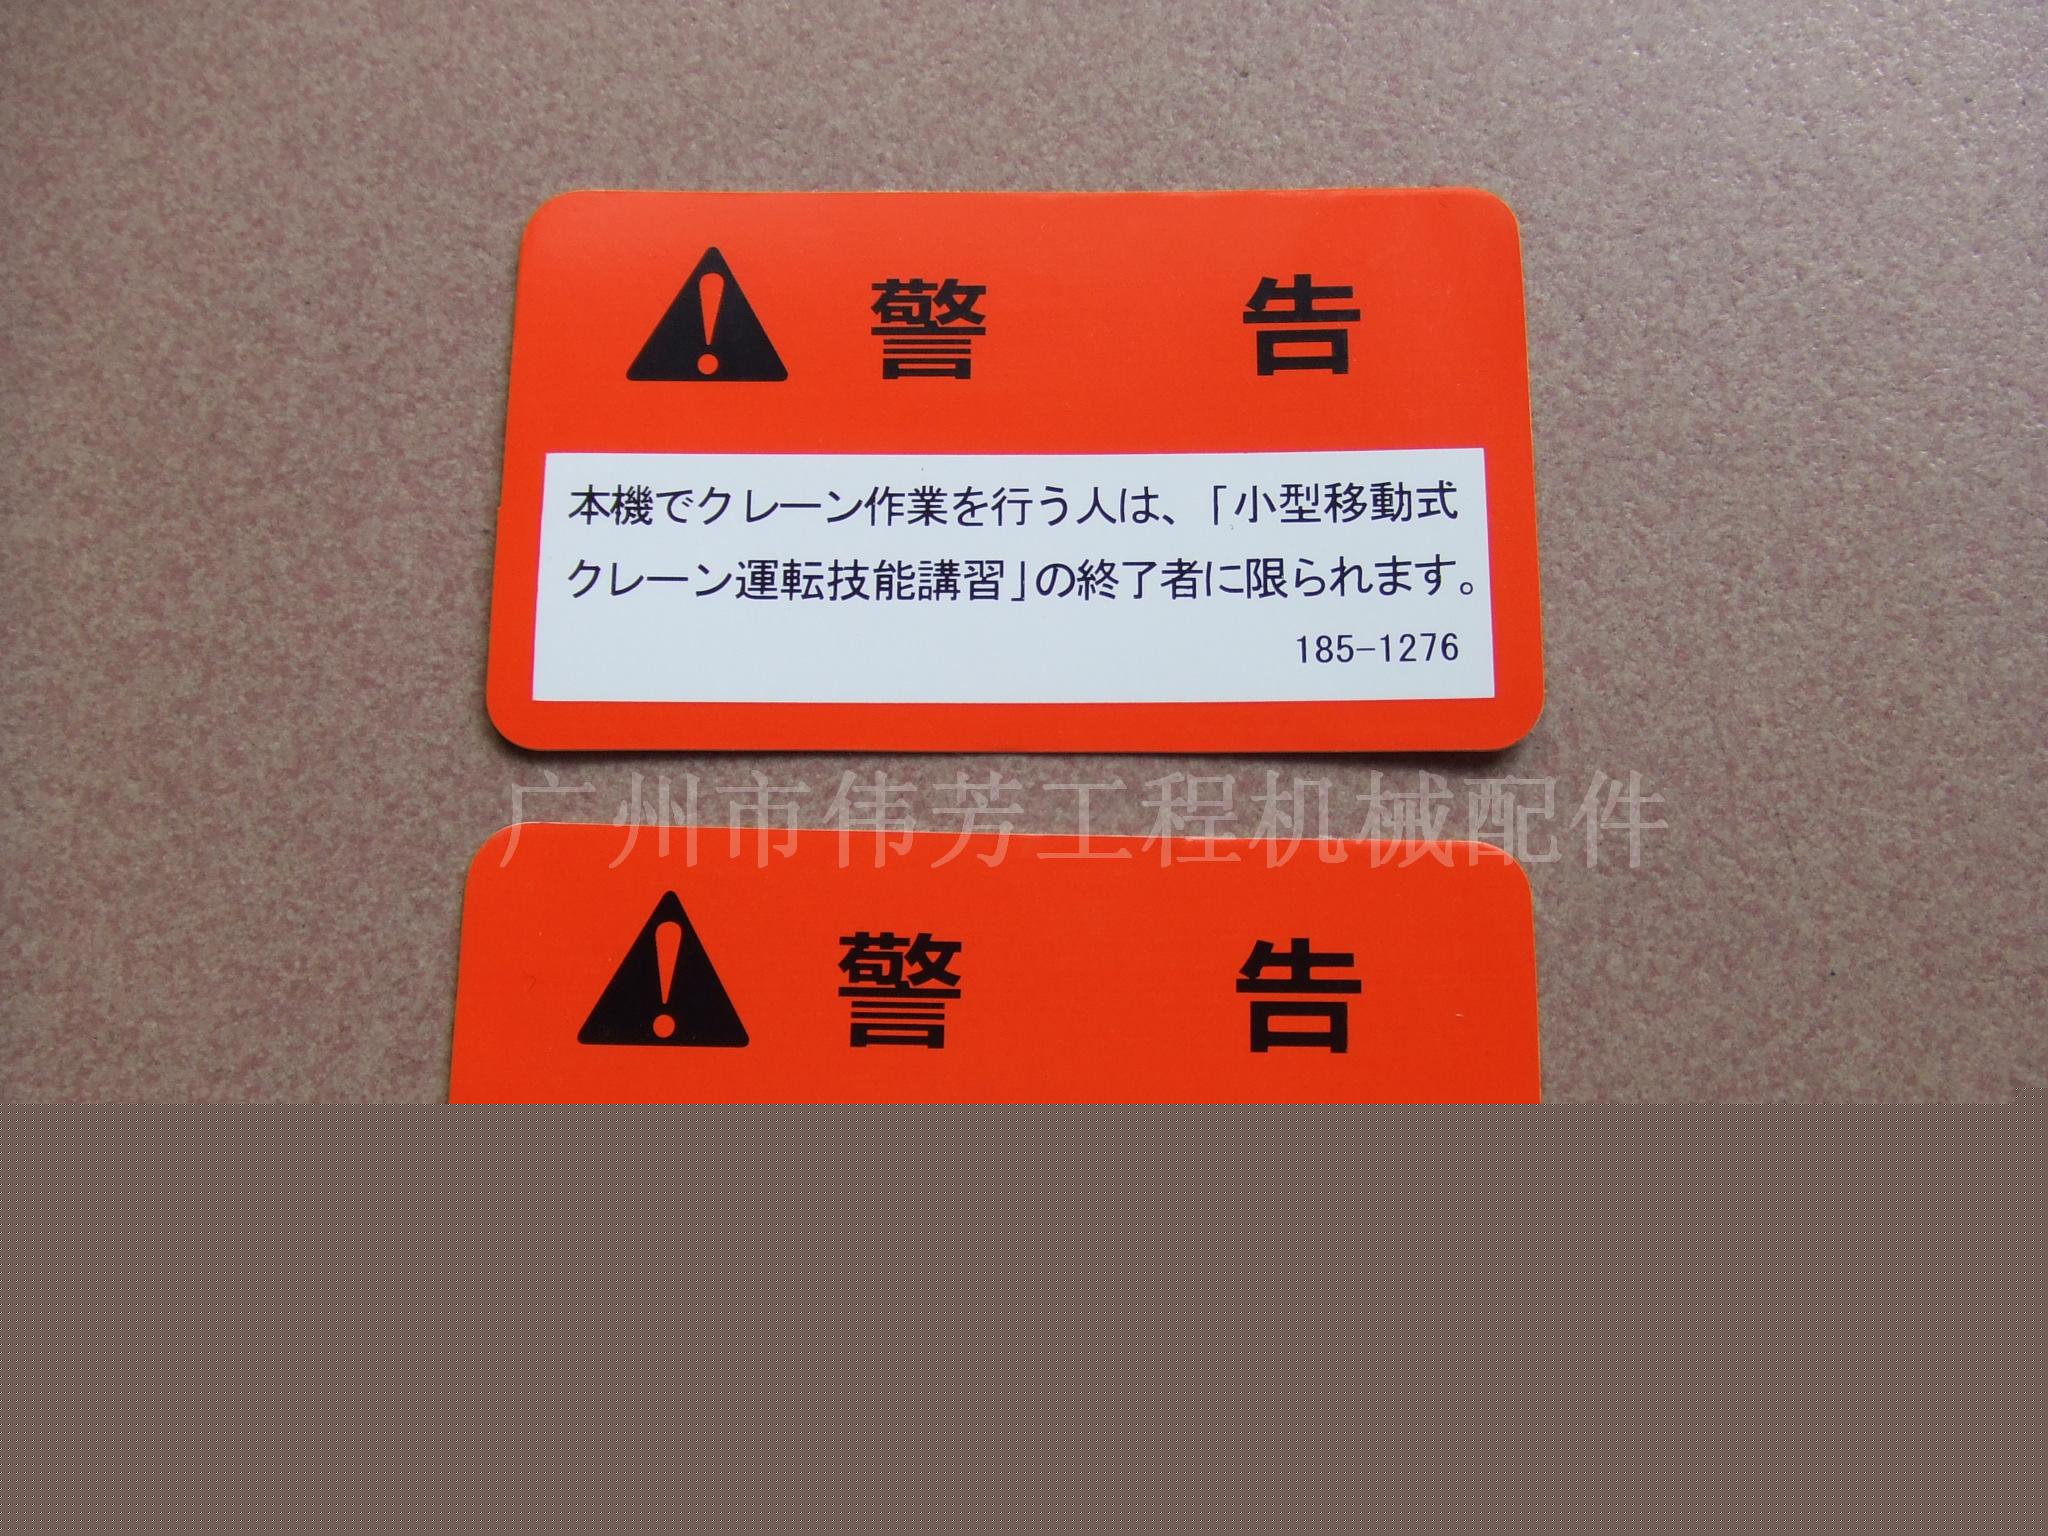 警 告
本機でクレーン作業を行う人は、「小型移動式
クレーン運転技能講習」の終了者に限られます。
185-1276
广州市伟芳工程机械配件
警 告